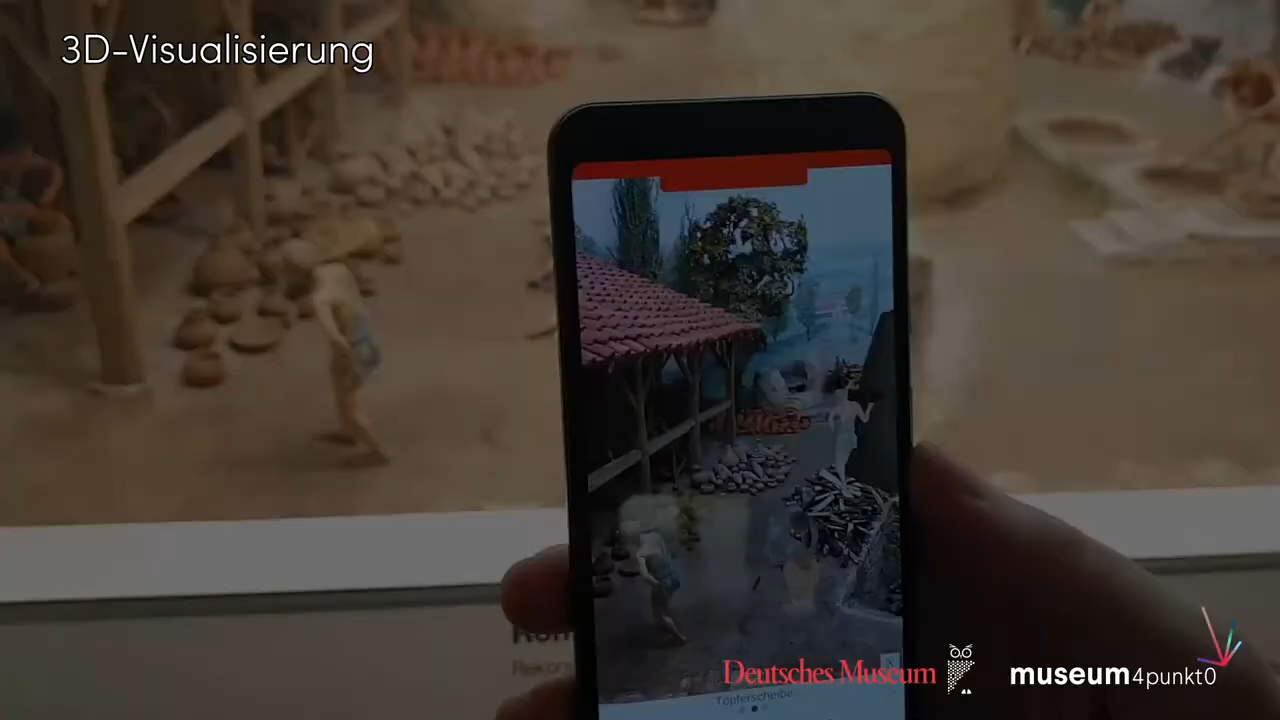 3D-Visualisierung
Töpferscheibe
Deutsches Museum
museum4punkt0